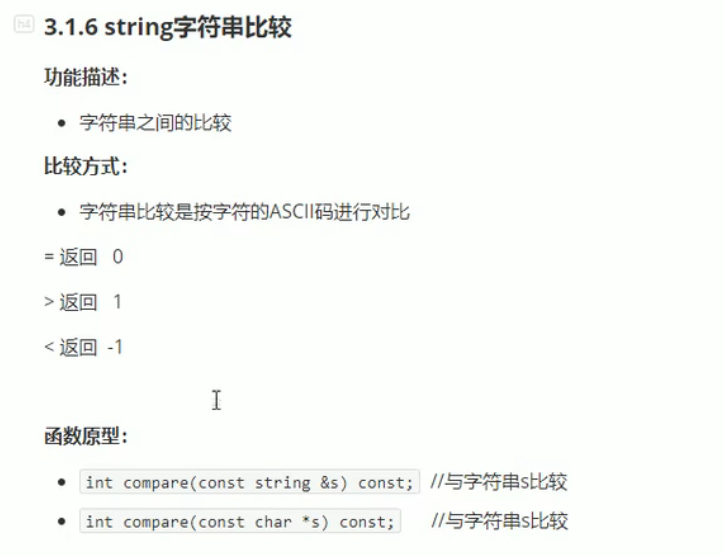 h4
3.1.6 string字符串比较
功能描述：
字符串之间的比较
比较方式：
字符串比较是按字符的ASCII码进行对比
= 返回 0
> 返回 1
< 返回 -1
函数原型：
int compare(const string &s) const; //与字符串s比较
int compare(const char *s) const; //与字符串s比较